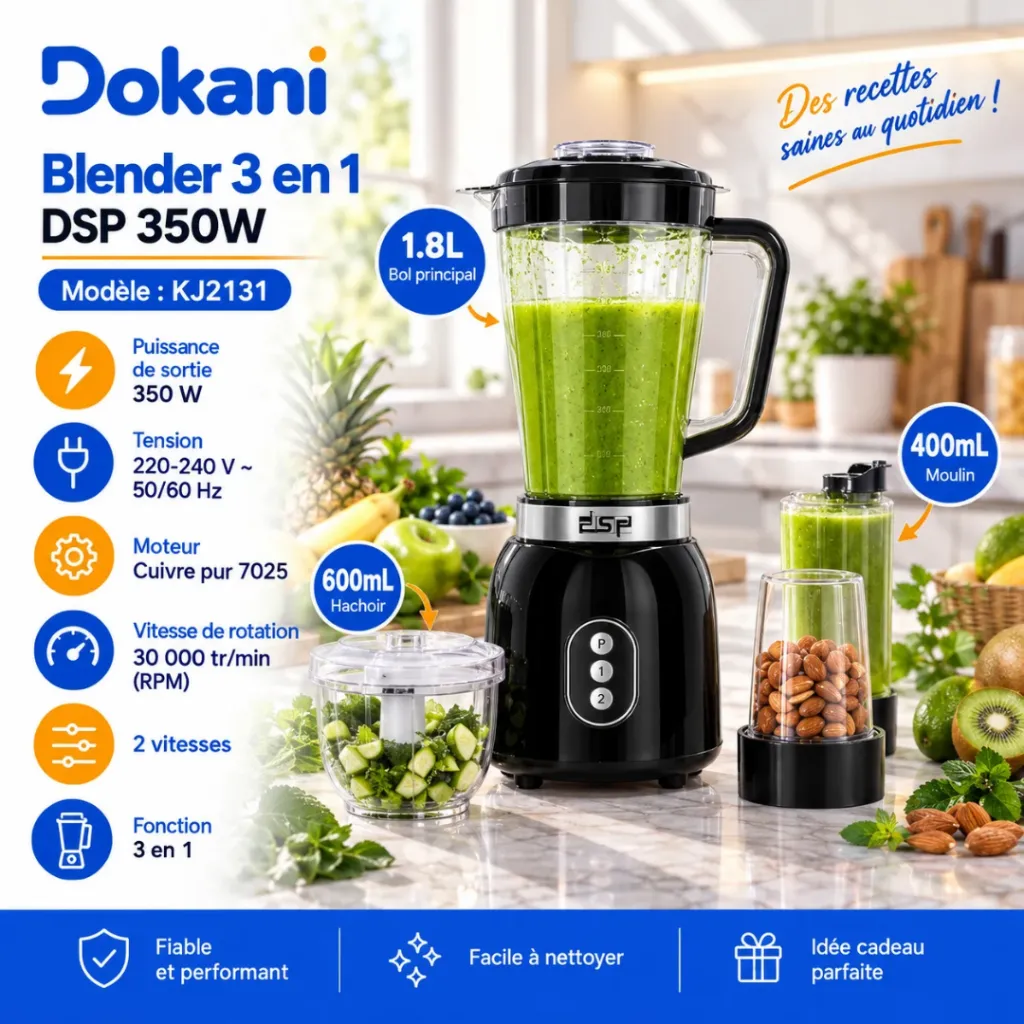 Dokani
Des recettes
saines au quotidien !
Blender 3 en 1
DSP 350W
Modèle : KJ2131
1.8L
Bol principal
Puissance
de sortie
350 W
Tension
220-240 V ~
50/60 Hz
400mL
Moulin
Moteur
Cuivre pur 7025
600mL
Hachoir
dsp
P
1
2
Vitesse de rotation
30 000 tr/min
(RPM)
2 vitesses
Fonction
3 en 1
Fiable
et performant
Facile à nettoyer
Idée cadeau
parfaite